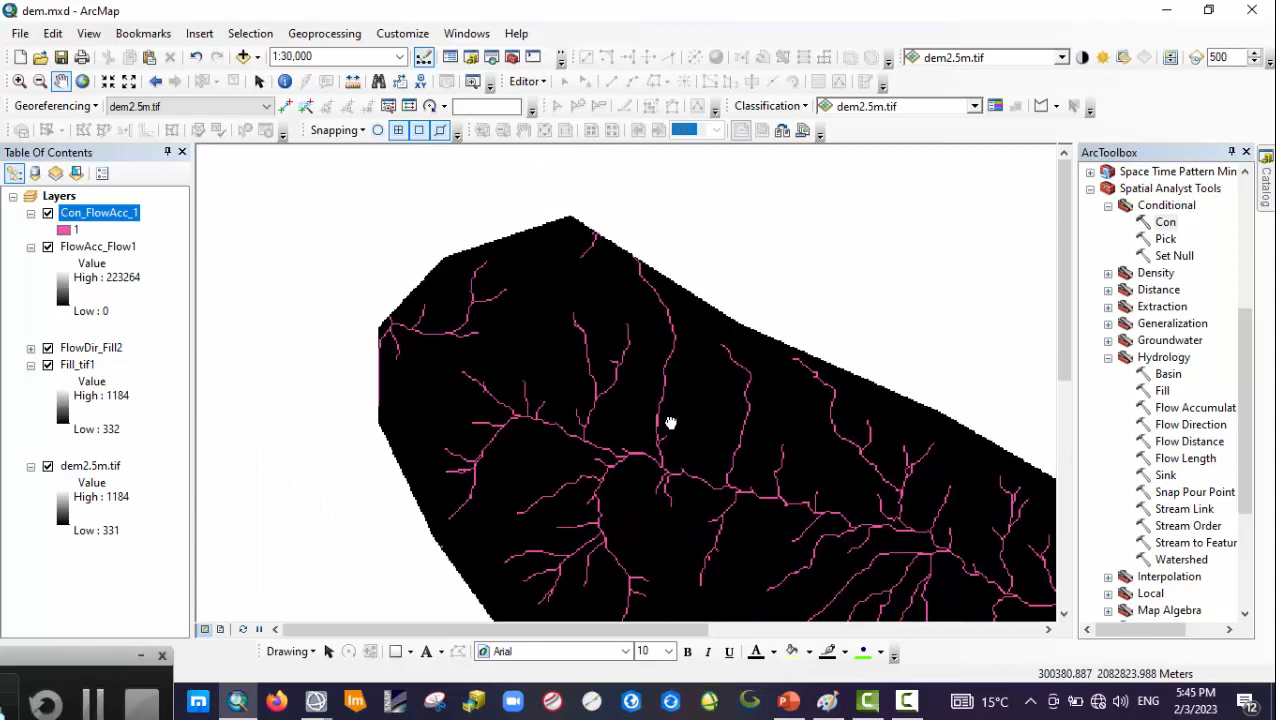 dem.mxd - ArcMap
File Edit View Bookmarks Insert Selection Geoprocessing Customize Windows Help
1:30,000
dem2.5m.tif
500
Editor
Georeferencing dem2.5m.tif
Classification dem2.5m.tif
Snapping
Table Of Contents
Layers
Con_FlowAcc_1
1
FlowAcc_Flow1
Value
High : 223264
Low : 0
FlowDir_Fill2
Fill_tif1
Value
High : 1184
Low : 332
dem2.5m.tif
Value
High : 1184
Low : 331
ArcToolbox
Space Time Pattern Min
Spatial Analyst Tools
Conditional
Con
Pick
Set Null
Density
Distance
Extraction
Generalization
Groundwater
Hydrology
Basin
Fill
Flow Accumulat
Flow Direction
Flow Distance
Flow Length
Sink
Snap Pour Point
Stream Link
Stream Order
Stream to Featur
Watershed
Interpolation
Local
Map Algebra
Catalog
Drawing A Arial 10 B I U A
300380.887 2082823.988 Meters
15°C
ENG
5:45 PM
2/3/2023
12